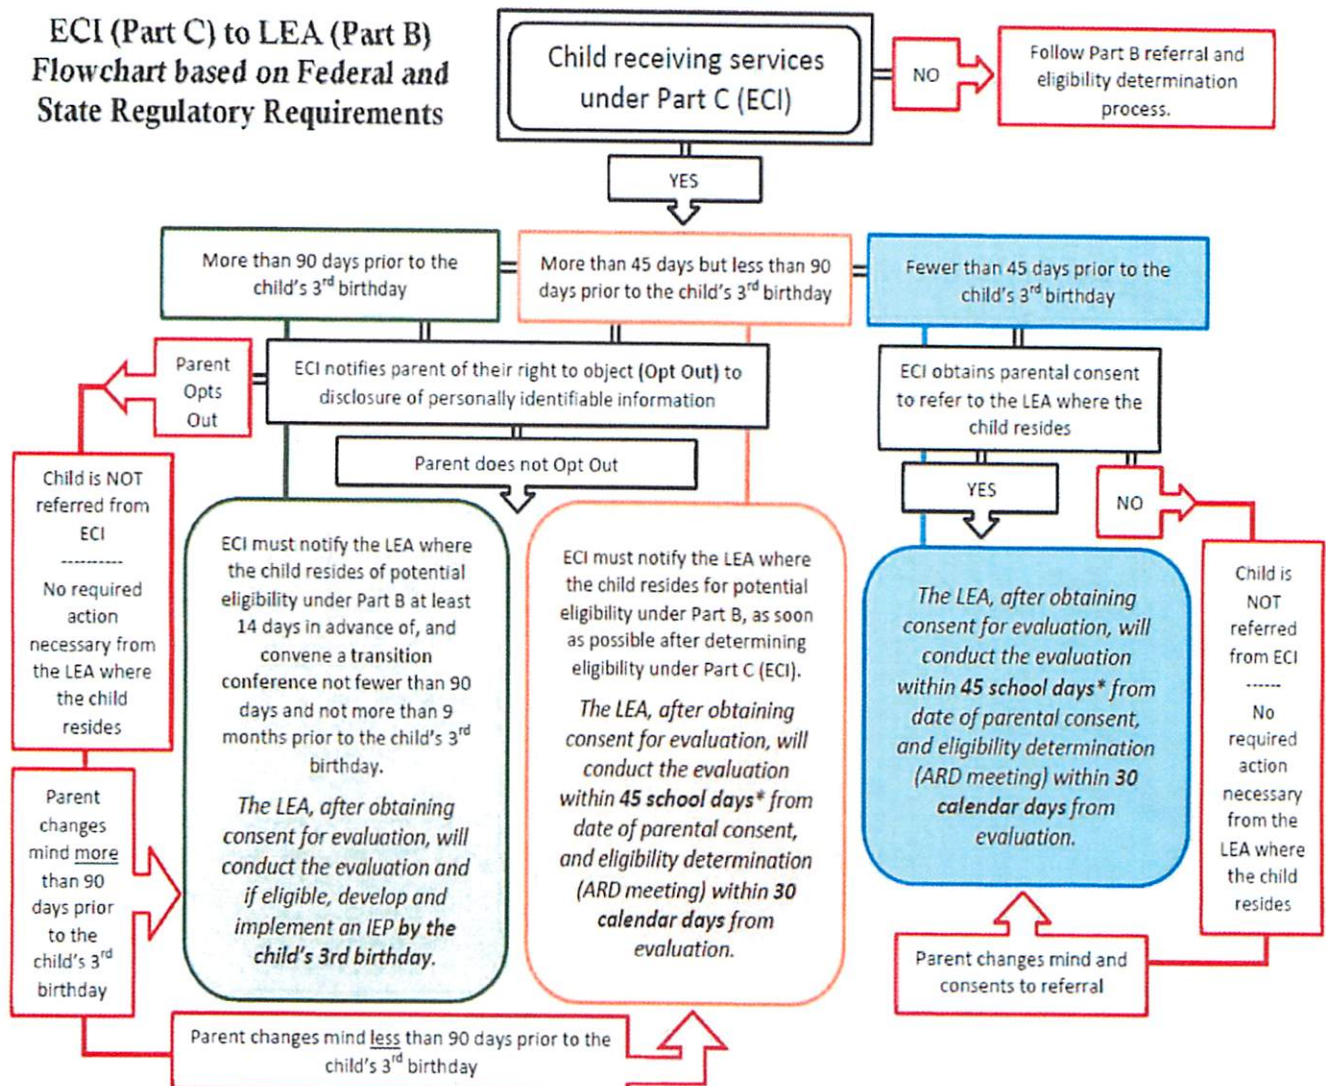 ECI (Part C) to LEA (Part B)
Flowchart based on Federal and
State Regulatory Requirements
Child receiving services
under Part C (ECI)
NO
Follow Part B referral and
eligibility determination
process.
YES
More than 90 days prior to the
child's 3rd birthday
More than 45 days but less than 90
days prior to the child's 3rd birthday
Fewer than 45 days prior to the
child's 3rd birthday
Parent
Opts
Out
ECI notifies parent of their right to object (Opt Out) to
disclosure of personally identifiable information
ECI obtains parental consent
to refer to the LEA where the
child resides
Parent does not Opt Out
YES
NO
Child is NOT
referred from
ECI
----------
No required
action
necessary from
the LEA where
the child
resides
ECI must notify the LEA where
the child resides of potential
eligibility under Part B at least
14 days in advance of, and
convene a transition
conference not fewer than 90
days and not more than 9
months prior to the child's 3rd
birthday.
The LEA, after obtaining
consent for evaluation, will
conduct the evaluation and
if eligible, develop and
implement an IEP by the
child's 3rd birthday.
ECI must notify the LEA where
the child resides for potential
eligibility under Part B, as soon
as possible after determining
eligibility under Part C (ECI).
The LEA, after obtaining
consent for evaluation, will
conduct the evaluation
within 45 school days* from
date of parental consent,
and eligibility determination
(ARD meeting) within 30
calendar days from
evaluation.
The LEA, after obtaining
consent for evaluation, will
conduct the evaluation
within 45 school days* from
date of parental consent,
and eligibility determination
(ARD meeting) within 30
calendar days from
evaluation.
Child is
NOT
referred
from ECI
------
No
required
action
necessary
from the
LEA where
the child
resides
Parent
changes
mind more
than 90
days prior
to the
child's 3rd
birthday
Parent changes mind and
consents to referral
Parent changes mind less than 90 days prior to the
child's 3rd birthday